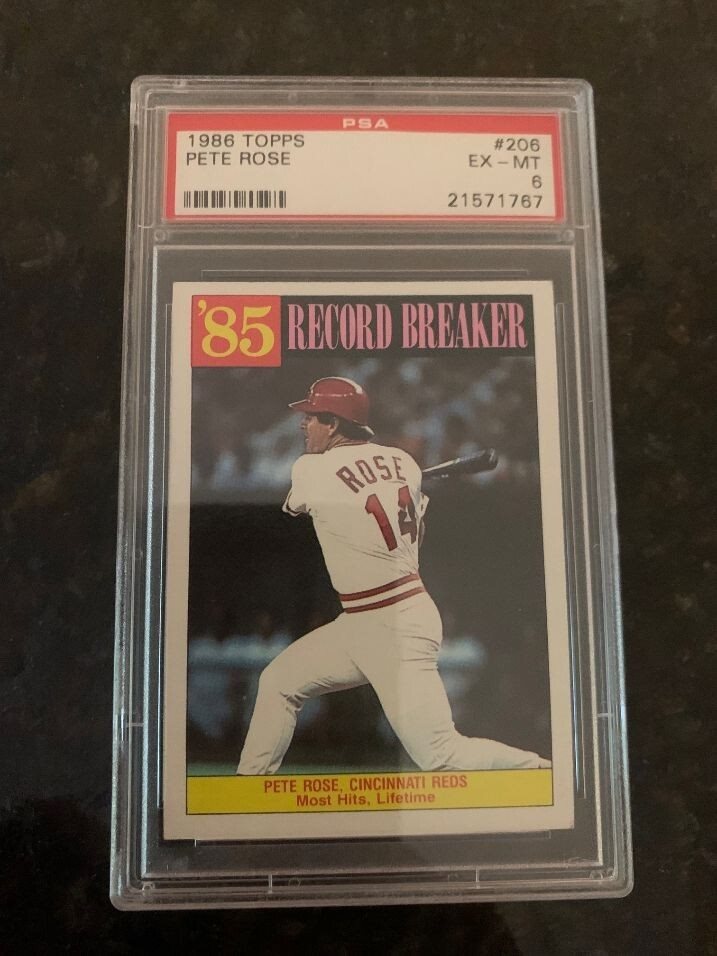 PSA
1986 TOPPS #206
PETE ROSE EX - MT
6
21571767
'85 RECORD BREAKER
ROSE
14
PETE ROSE, CINCINNATI REDS
Most Hits, Lifetime